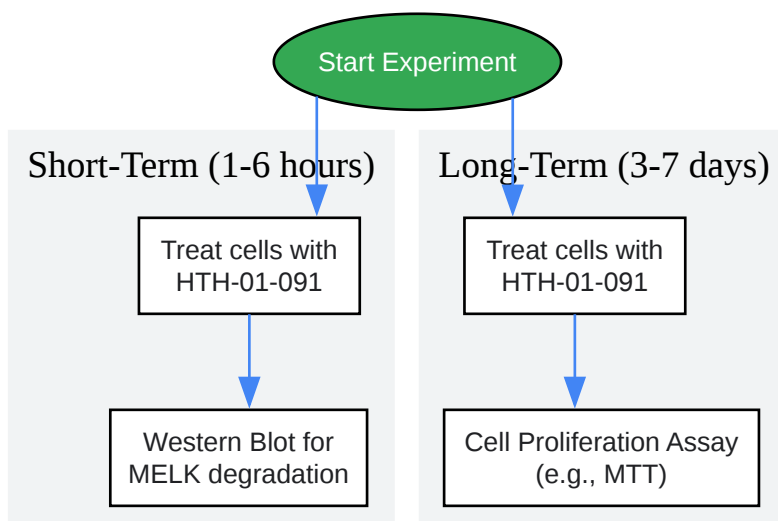 Start Experiment
Short-Term (1-6 hours)
Long-Term (3-7 days)
Treat cells with
HTH-01-091
Treat cells with
HTH-01-091
Western Blot for
MELK degradation
Cell Proliferation Assay
(e.g., MTT)